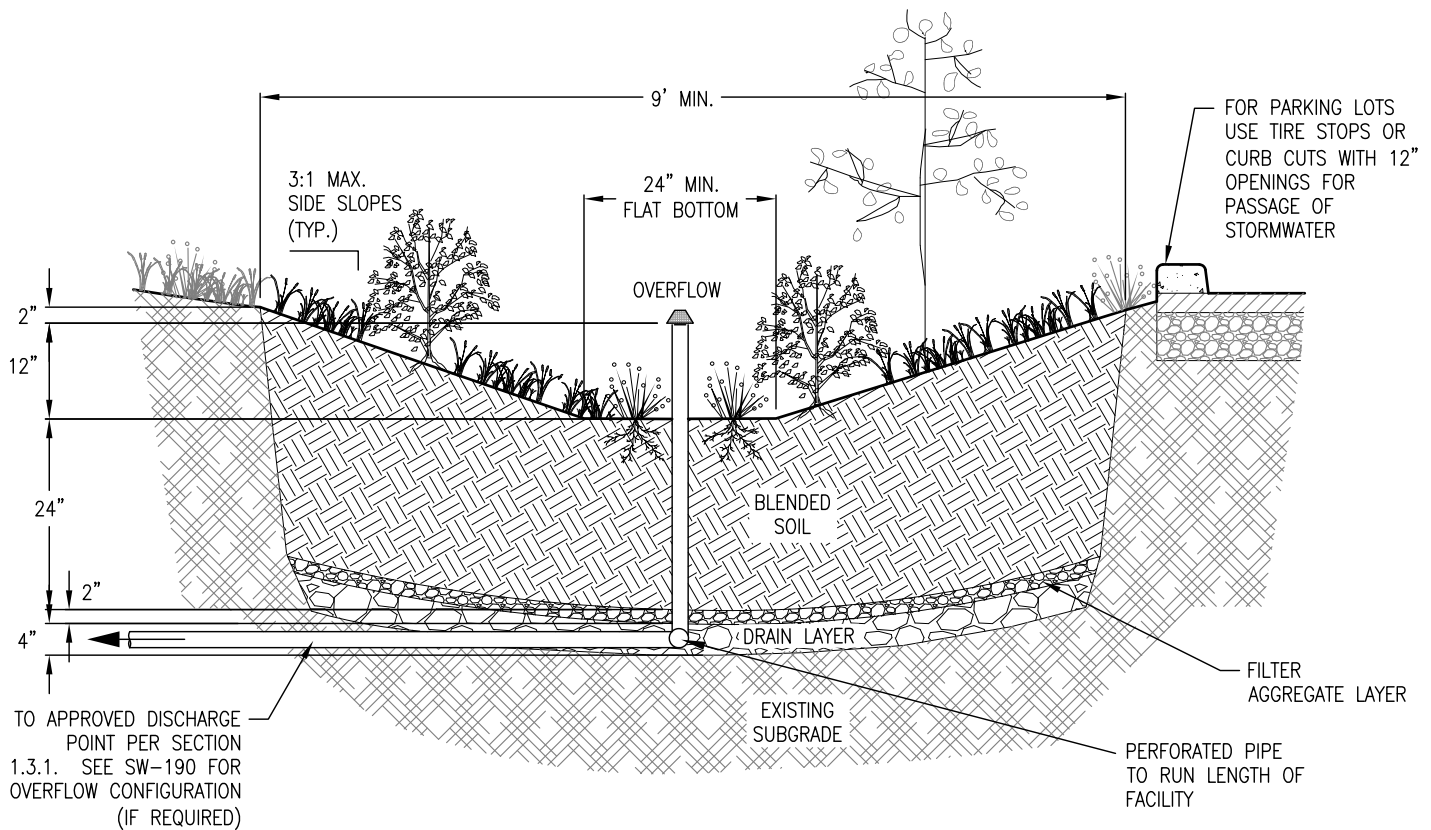 9' MIN.
FOR PARKING LOTS
USE TIRE STOPS OR
CURB CUTS WITH 12"
OPENINGS FOR
PASSAGE OF
STORMWATER
3:1 MAX.
SIDE SLOPES
(TYP.)
24" MIN.
FLAT BOTTOM
OVERFLOW
2"
12"
24"
BLENDED
SOIL
2"
4"
DRAIN LAYER
FILTER
AGGREGATE LAYER
TO APPROVED DISCHARGE
POINT PER SECTION
1.3.1. SEE SW-190 FOR
OVERFLOW CONFIGURATION
(IF REQUIRED)
EXISTING
SUBGRADE
PERFORATED PIPE
TO RUN LENGTH OF
FACILITY